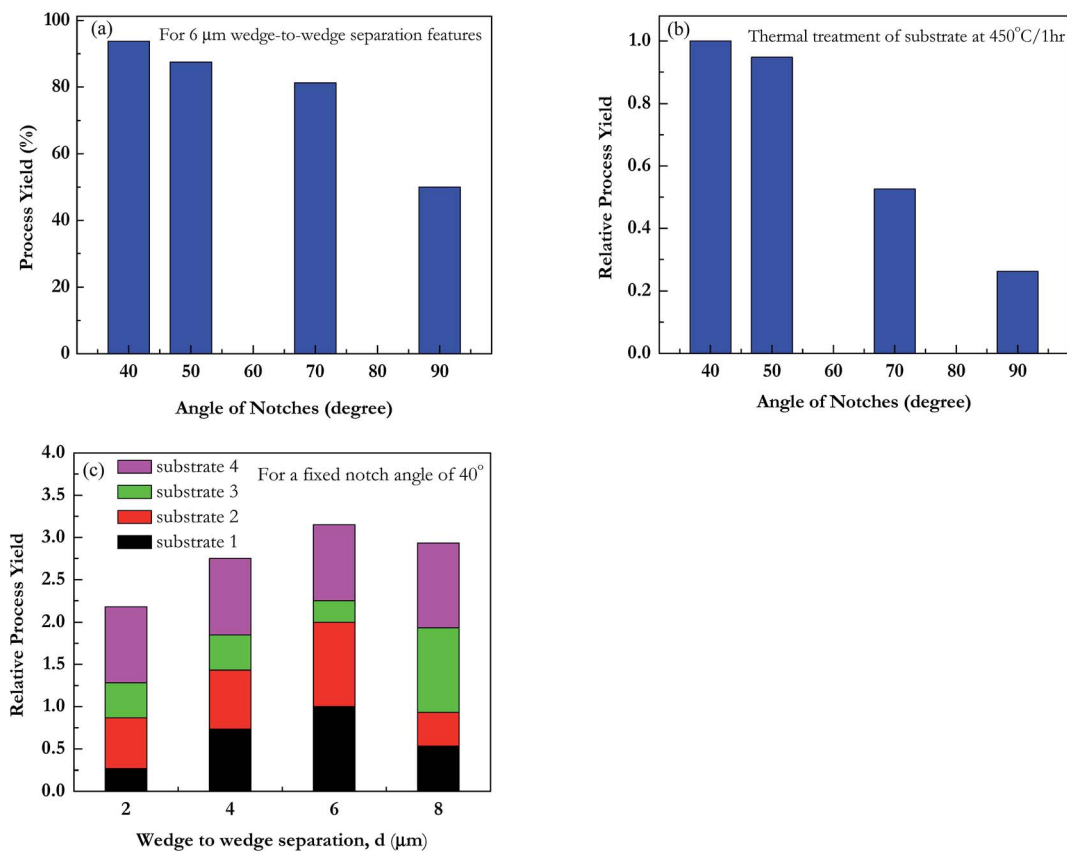 (a)
For 6 µm wedge-to-wedge separation features
100
80
60
40
20
0
Process Yield (%)
40 50 60 70 80 90
Angle of Notches (degree)
(b)
Thermal treatment of substrate at 450°C/1hr
1.0
0.8
0.6
0.4
0.2
0.0
Relative Process Yield
40 50 60 70 80 90
Angle of Notches (degree)
(c)
For a fixed notch angle of 40°
substrate 4
substrate 3
substrate 2
substrate 1
4.0
3.5
3.0
2.5
2.0
1.5
1.0
0.5
0.0
Relative Process Yield
2 4 6 8
Wedge to wedge separation, d (µm)